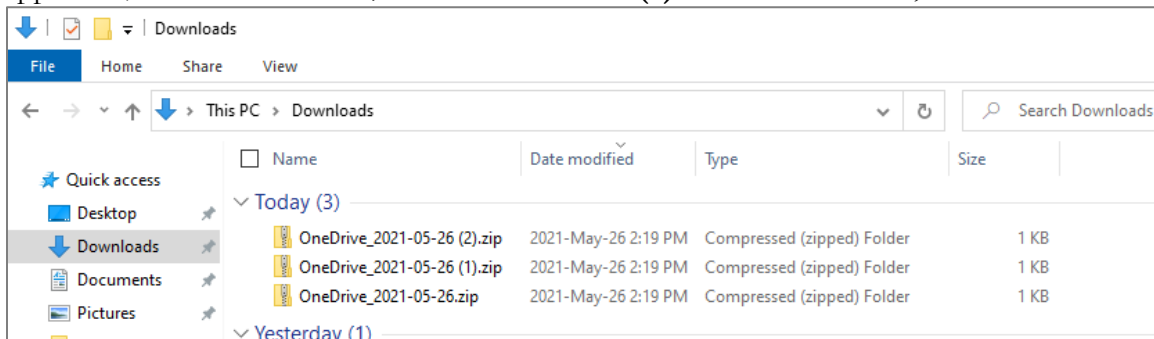 Downloads
File Home Share View
This PC > Downloads Search Downloads
Name Date modified Type Size
Quick access
Today (3)
Desktop
OneDrive_2021-05-26 (2).zip 2021-May-26 2:19 PM Compressed (zipped) Folder 1 KB
Downloads
OneDrive_2021-05-26 (1).zip 2021-May-26 2:19 PM Compressed (zipped) Folder 1 KB
Documents
OneDrive_2021-05-26.zip 2021-May-26 2:19 PM Compressed (zipped) Folder 1 KB
Pictures
Yesterday (1)